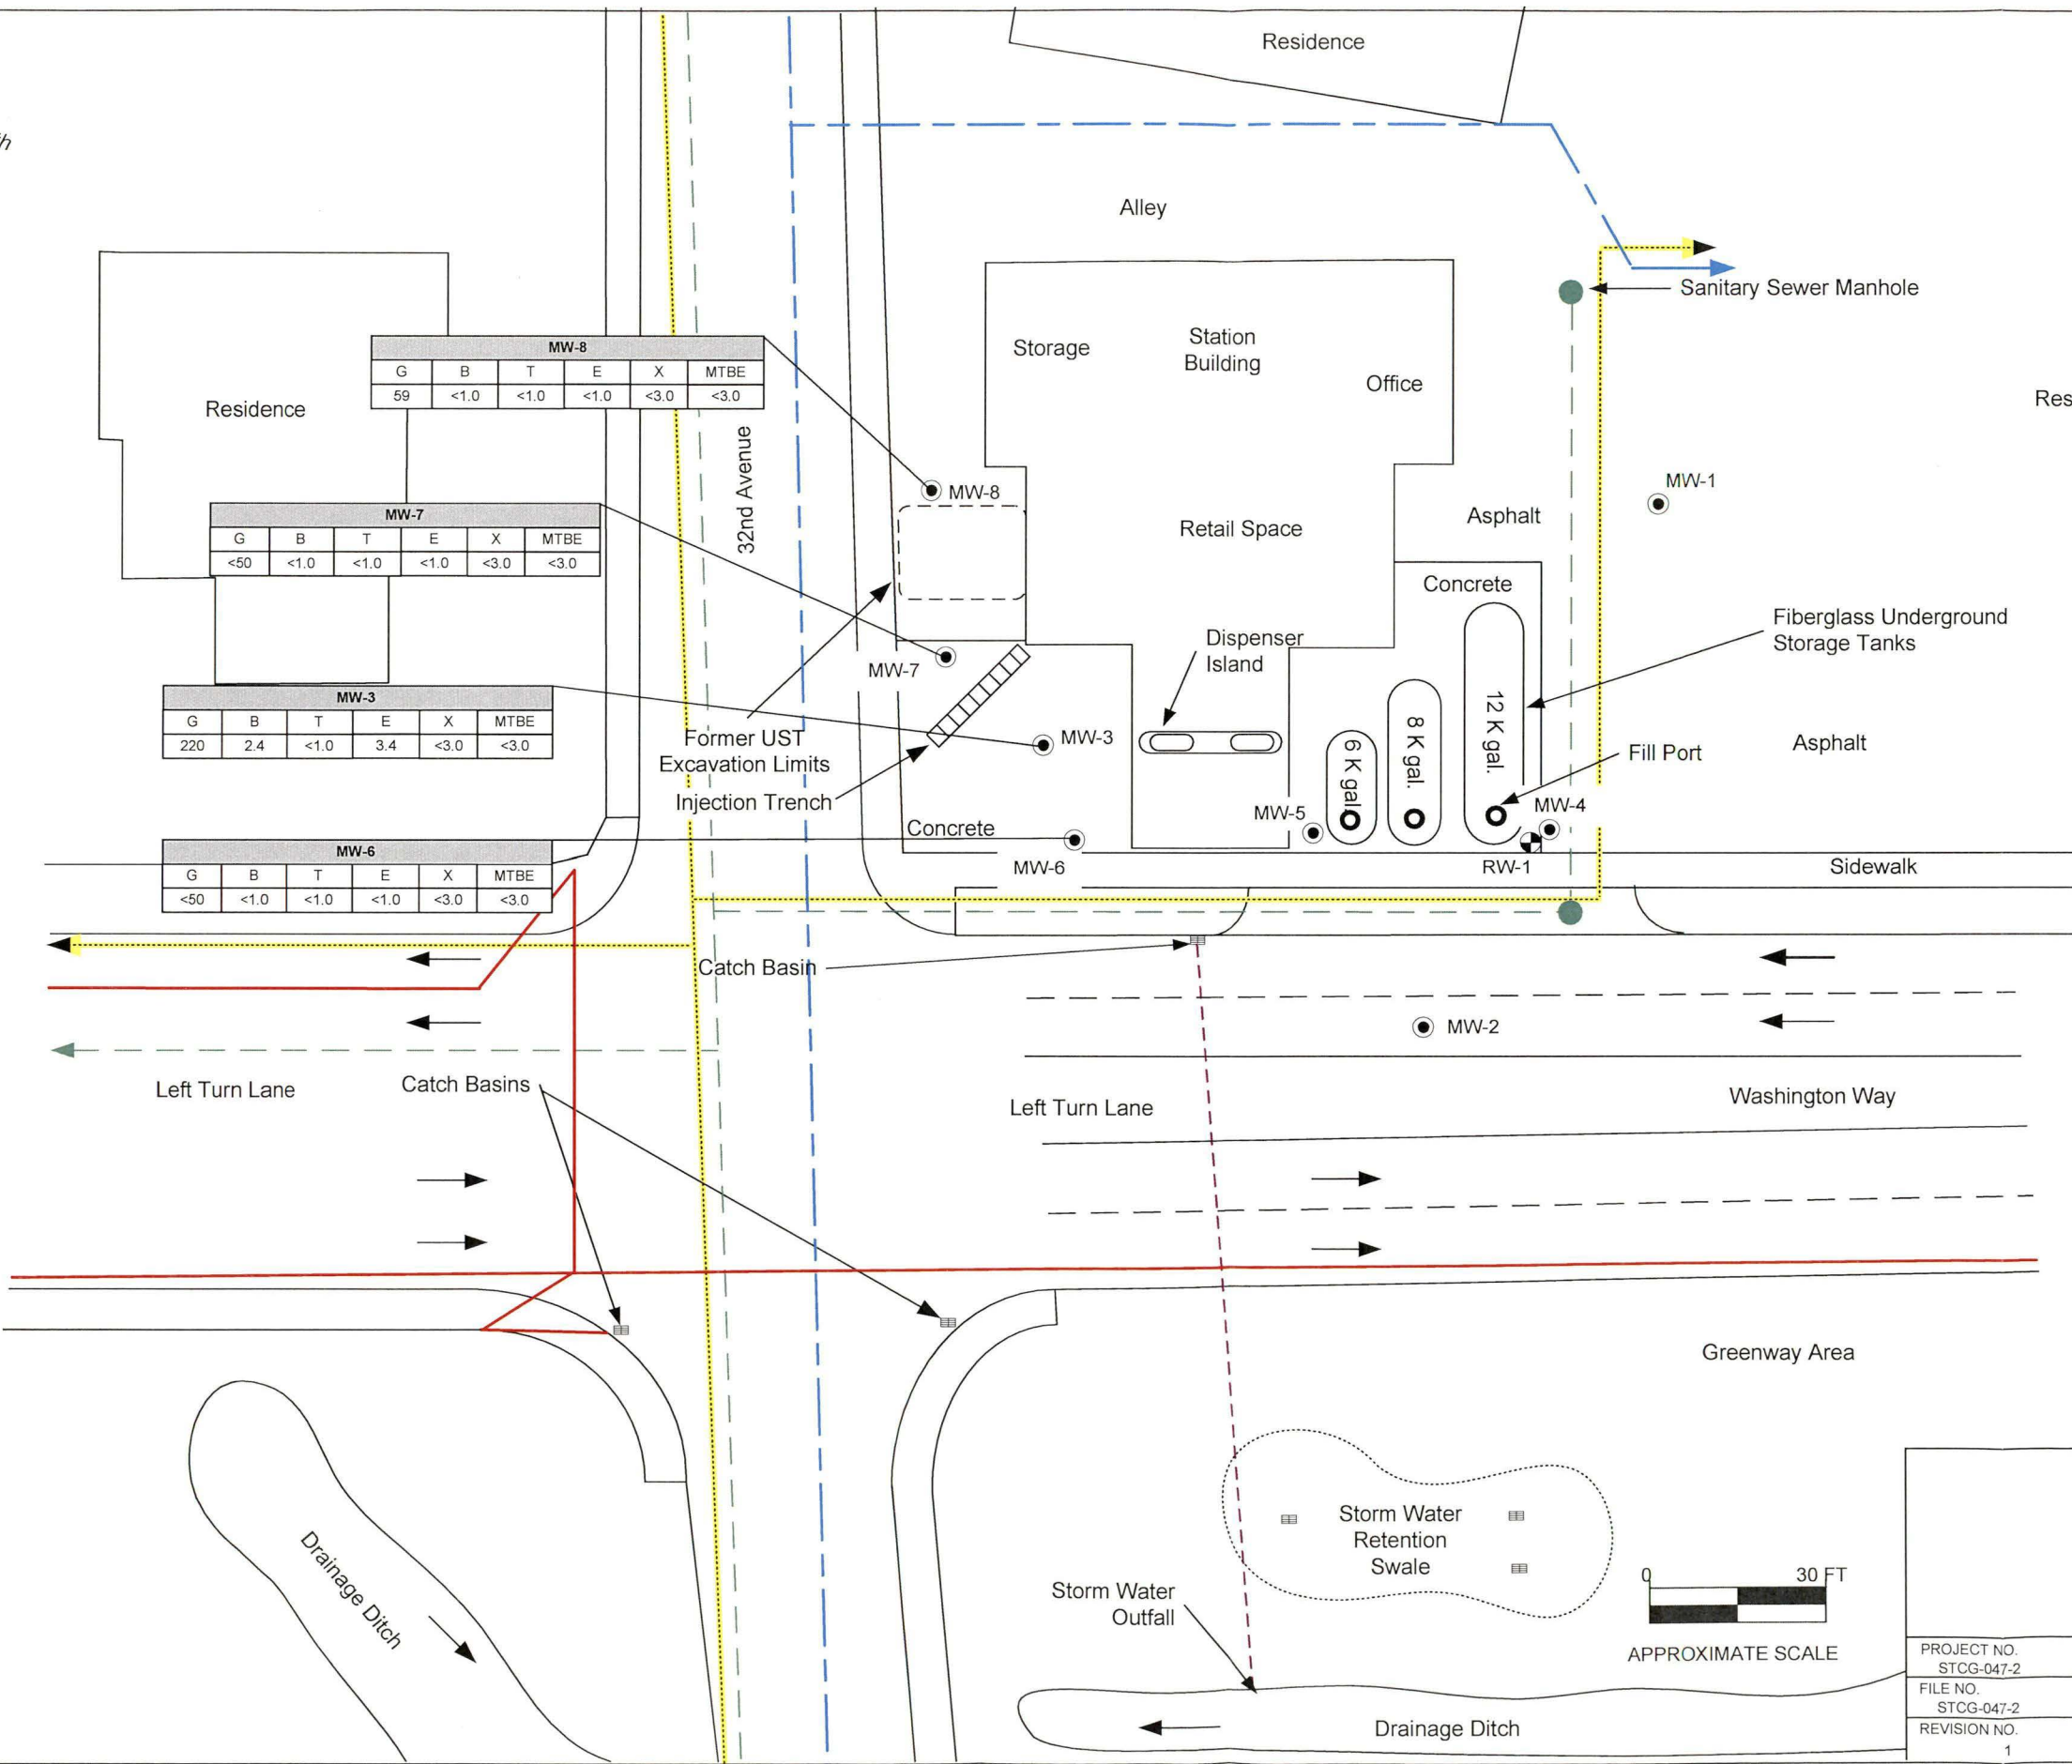 Residence
Alley
Sanitary Sewer Manhole
Storage
Station
Building
Office
Residence
MW-8
G B T E X MTBE
59 <1.0 <1.0 <1.0 <3.0 <3.0
32nd Avenue
MW-8
MW-1
MW-7
G B T E X MTBE
<50 <1.0 <1.0 <1.0 <3.0 <3.0
Retail Space
Asphalt
Concrete
Fiberglass Underground
Storage Tanks
Dispenser
Island
MW-7
MW-3
G B T E X MTBE
220 2.4 <1.0 3.4 <3.0 <3.0
Former UST
Excavation Limits
Injection Trench
MW-3
6 K gal.
8 K gal.
12 K gal.
Fill Port
Asphalt
MW-5
MW-4
Concrete
MW-6
G B T E X MTBE
<50 <1.0 <1.0 <1.0 <3.0 <3.0
MW-6
RW-1
Sidewalk
Catch Basin
MW-2
Left Turn Lane
Catch Basins
Left Turn Lane
Washington Way
Greenway Area
Drainage Ditch
Storm Water
Retention
Swale
Storm Water
Outfall
0 30 FT
APPROXIMATE SCALE
Drainage Ditch
PROJECT NO.
STCG-047-2
FILE NO.
STCG-047-2
REVISION NO.
1